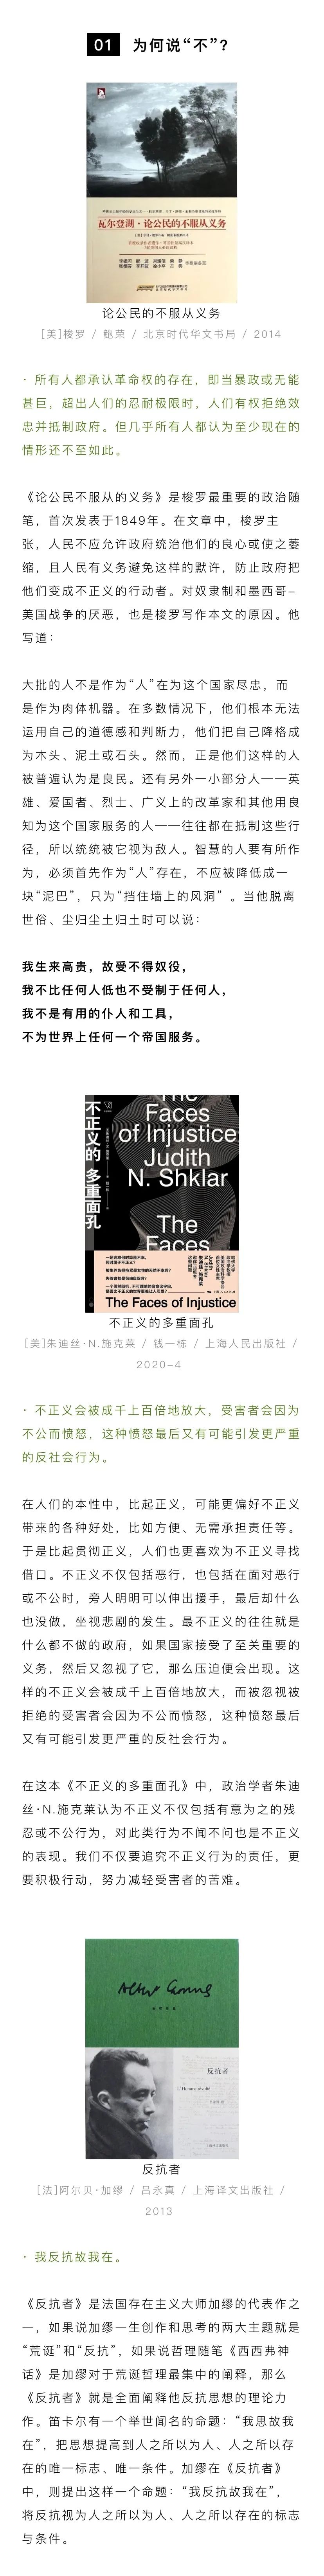 01 为何说“不”?
瓦尔登湖·论公民的不服从义务
论公民的不服从义务
[美]梭罗 / 鲍荣 / 北京时代华文书局 / 2014
· 所有人都承认革命权的存在，即当暴政或无能
甚巨，超出人们的忍耐极限时，人们有权拒绝效
忠并抵制政府。但几乎所有人都认为至少现在的
情形还不至如此。
《论公民不服从的义务》是梭罗最重要的政治随
笔，首次发表于1849年。在文章中，梭罗主
张，人民不应允许政府统治他们的良心或使之萎
缩，且人民有义务避免这样的默许，防止政府把
他们变成不正义的行动者。对奴隶制和墨西哥-
美国战争的厌恶，也是梭罗写作本文的原因。他
写道：
大批的人不是作为“人”在为这个国家尽忠，而
是作为肉体机器。在多数情况下，他们根本无法
运用自己的道德感和判断力，他们把自己降格成
为木头、泥土或石头。然而，正是他们这样的人
被普遍认为是良民。还有另外一小部分人——英
雄、爱国者、烈士、广义上的改革家和其他用良
知为这个国家服务的人——往往都在抵制这些行
径，所以统统被它视为敌人。智慧的人要有所作
为，必须首先作为“人”存在，不应被降低成一
块“泥巴”，只为“挡住墙上的风洞” 。当他脱离
世俗、尘归尘土归土时可以说：
我生来高贵，故受不得奴役，
我不比任何人低也不受制于任何人，
我不是有用的仆人和工具，
不为世界上任何一个帝国服务。
不正义的多重面孔
The
Faces
of Injustice
Judith
N. Shklar
The
Faces
The Faces of Injustice
不正义的多重面孔
[美]朱迪丝·N.施克莱 / 钱一栋 / 上海人民出版社 /
2020-4
· 不正义会被成千上百倍地放大，受害者会因为
不公而愤怒，这种愤怒最后又有可能引发更严重
的反社会行为。
在人们的本性中，比起正义，可能更偏好不正义
带来的各种好处，比如方便、无需承担责任等。
于是比起贯彻正义，人们也更喜欢为不正义寻找
借口。不正义不仅包括恶行，也包括在面对恶行
或不公时，旁人明明可以伸出援手，最后却什么
也没做，坐视悲剧的发生。最不正义的往往就是
什么都不做的政府，如果国家接受了至关重要的
义务，然后又忽视了它，那么压迫便会出现。这
样的不正义会被成千上百倍地放大，而被忽视被
拒绝的受害者会因为不公而愤怒，这种愤怒最后
又有可能引发更严重的反社会行为。
在这本《不正义的多重面孔》中，政治学者朱迪
丝·N.施克莱认为不正义不仅包括有意为之的残
忍或不公行为，对此类行为不闻不问也是不正义
的表现。我们不仅要追究不正义行为的责任，更
要积极行动，努力减轻受害者的苦难。
反抗者
L'Homme révolté
反抗者
[法]阿尔贝·加缪 / 吕永真 / 上海译文出版社 /
2013
· 我反抗故我在。
《反抗者》是法国存在主义大师加缪的代表作之
一，如果说加缪一生创作和思考的两大主题就是
“荒诞”和“反抗”，如果说哲理随笔《西西弗神
话》是加缪对于荒诞哲理最集中的阐释，那么
《反抗者》就是全面阐释他反抗思想的理论力
作。笛卡尔有一个举世闻名的命题：“我思故我
在”，把思想提高到人之所以为人、人之所以存
在的唯一标志、唯一条件。加缪在《反抗者》
中，则提出这样一个命题：“我反抗故我在”，
将反抗视为人之所以为人、人之所以存在的标志
与条件。